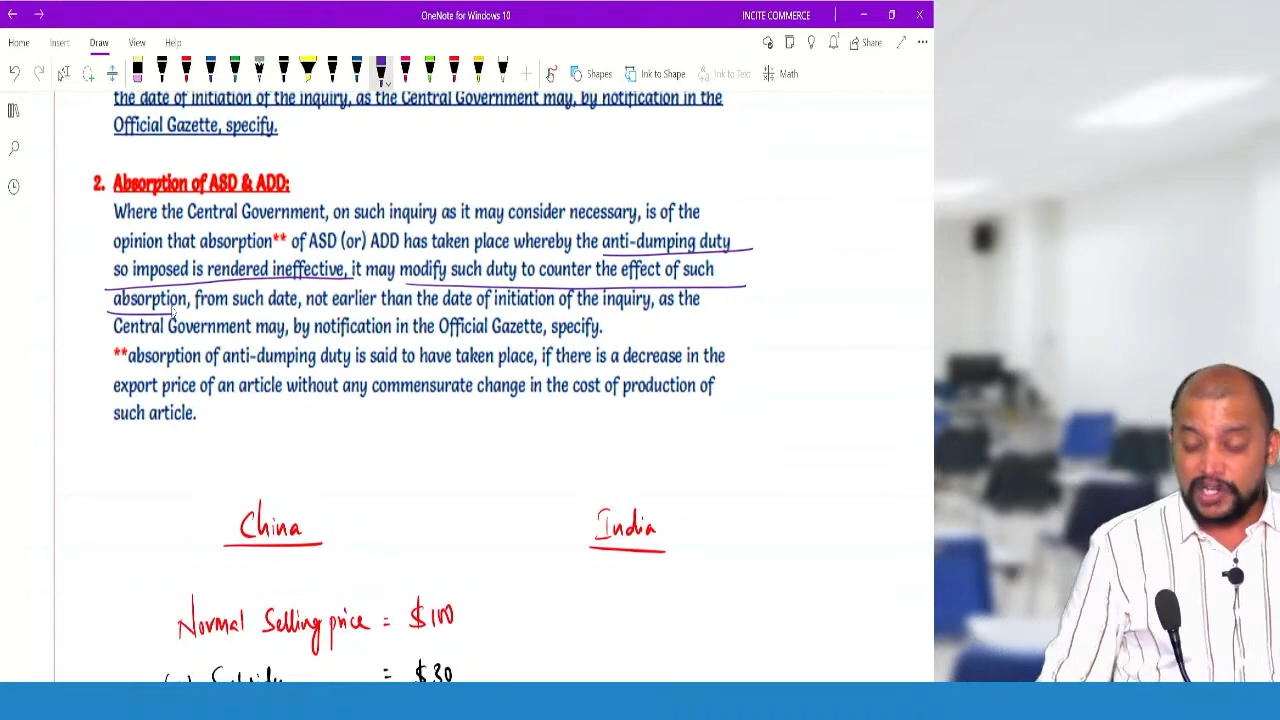 OneNote for Windows 10
INCITE COMMERCE
Home Insert Draw View Help
Share
Shapes Ink to Shape Ink to Text Math
the date of initiation of the inquiry, as the Central Government may, by notification in the
Official Gazette, specify.
2. Absorption of ASD & ADD:
Where the Central Government, on such inquiry as it may consider necessary, is of the
opinion that absorption** of ASD (or) ADD has taken place whereby the anti-dumping duty
so imposed is rendered ineffective, it may modify such duty to counter the effect of such
absorption, from such date, not earlier than the date of initiation of the inquiry, as the
Central Government may, by notification in the Official Gazette, specify.
**absorption of anti-dumping duty is said to have taken place, if there is a decrease in the
export price of an article without any commensurate change in the cost of production of
such article.
China India
Normal Selling price = $100
= $30